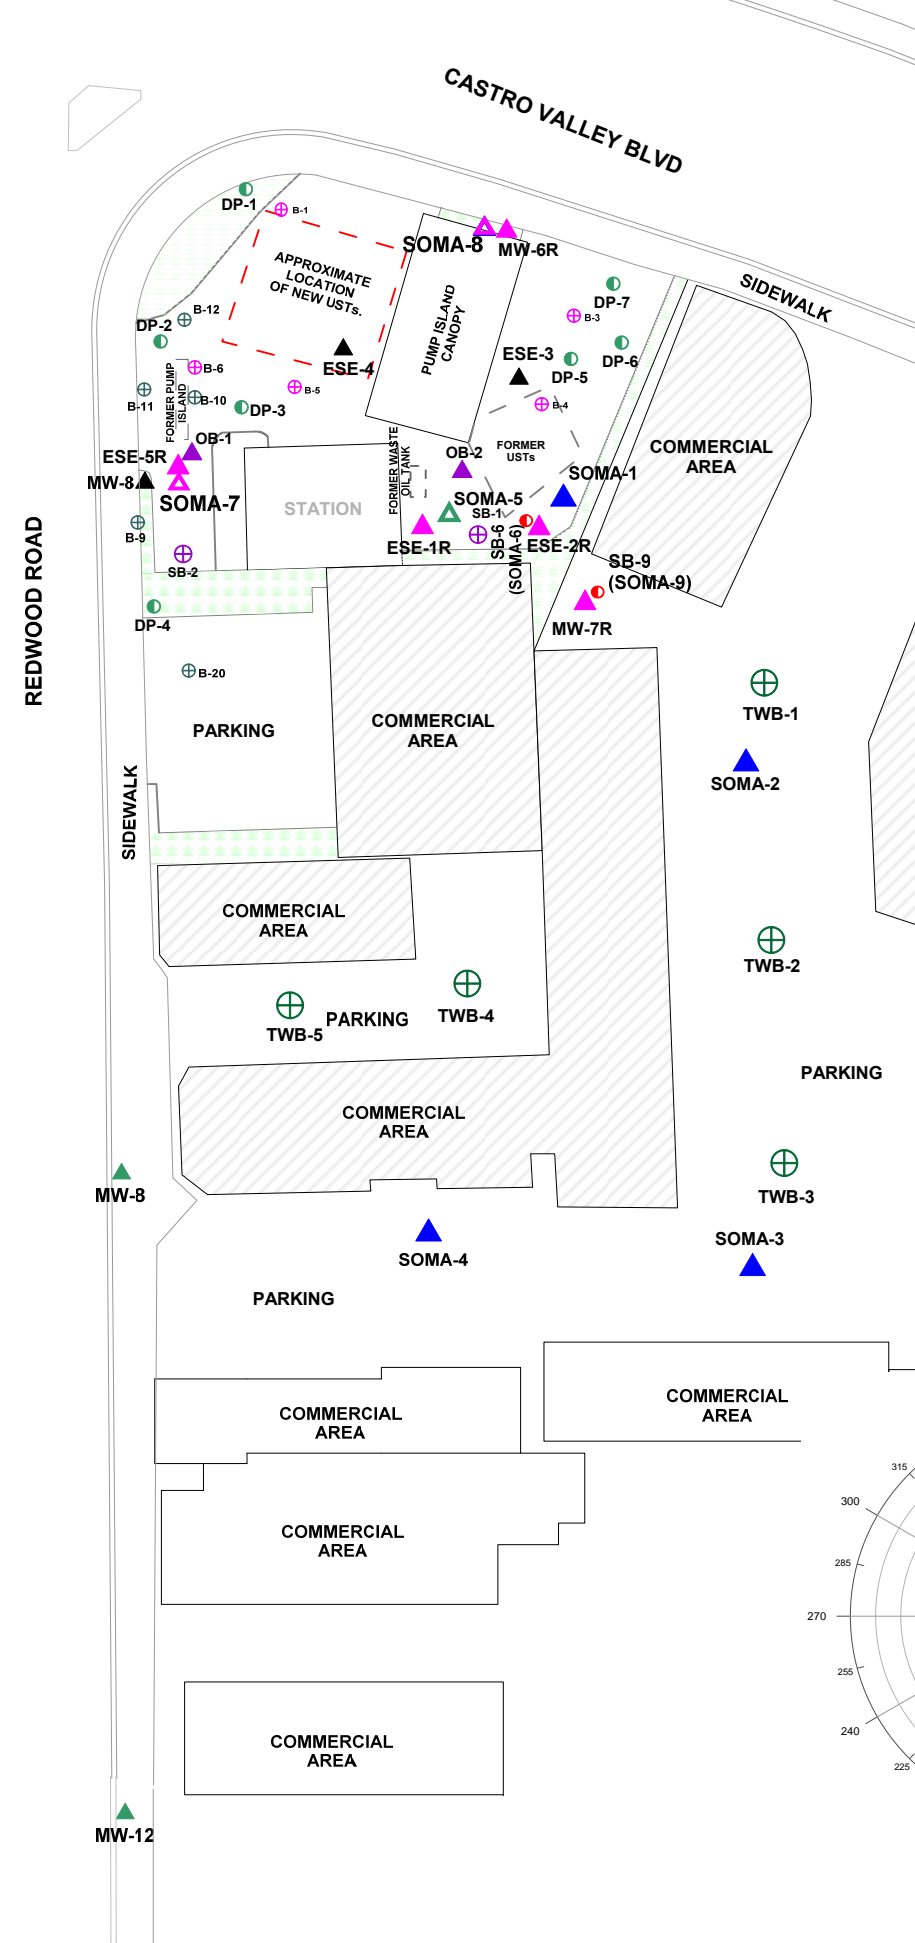 CASTRO VALLEY BLVD
DP-1
B-1
SOMA-8
MW-6R
APPROXIMATE
LOCATION
OF NEW USTs.
SIDEWALK
DP-7
B-12
B-3
DP-2
PUMP ISLAND
CANOPY
ESE-3
DP-6
ESE-4
DP-5
B-6
FORMER PUMP
ISLAND
B-5
B-11
B-10
DP-3
B-4
OB-1
FORMER
USTs
COMMERCIAL
AREA
ESE-5R
OB-2
FORMER WASTE
OIL TANK
SOMA-1
MW-8
SOMA-7
STATION
SOMA-5
SB-1
B-9
ESE-1R
SB-6
(SOMA-6)
ESE-2R
SB-2
SB-9
(SOMA-9)
REDWOOD ROAD
DP-4
MW-7R
B-20
PARKING
COMMERCIAL
AREA
TWB-1
SOMA-2
SIDEWALK
COMMERCIAL
AREA
TWB-2
TWB-5
PARKING
TWB-4
PARKING
COMMERCIAL
AREA
MW-8
TWB-3
SOMA-4
SOMA-3
PARKING
COMMERCIAL
AREA
COMMERCIAL
AREA
315
300
COMMERCIAL
AREA
285
270
255
240
COMMERCIAL
AREA
225
MW-12